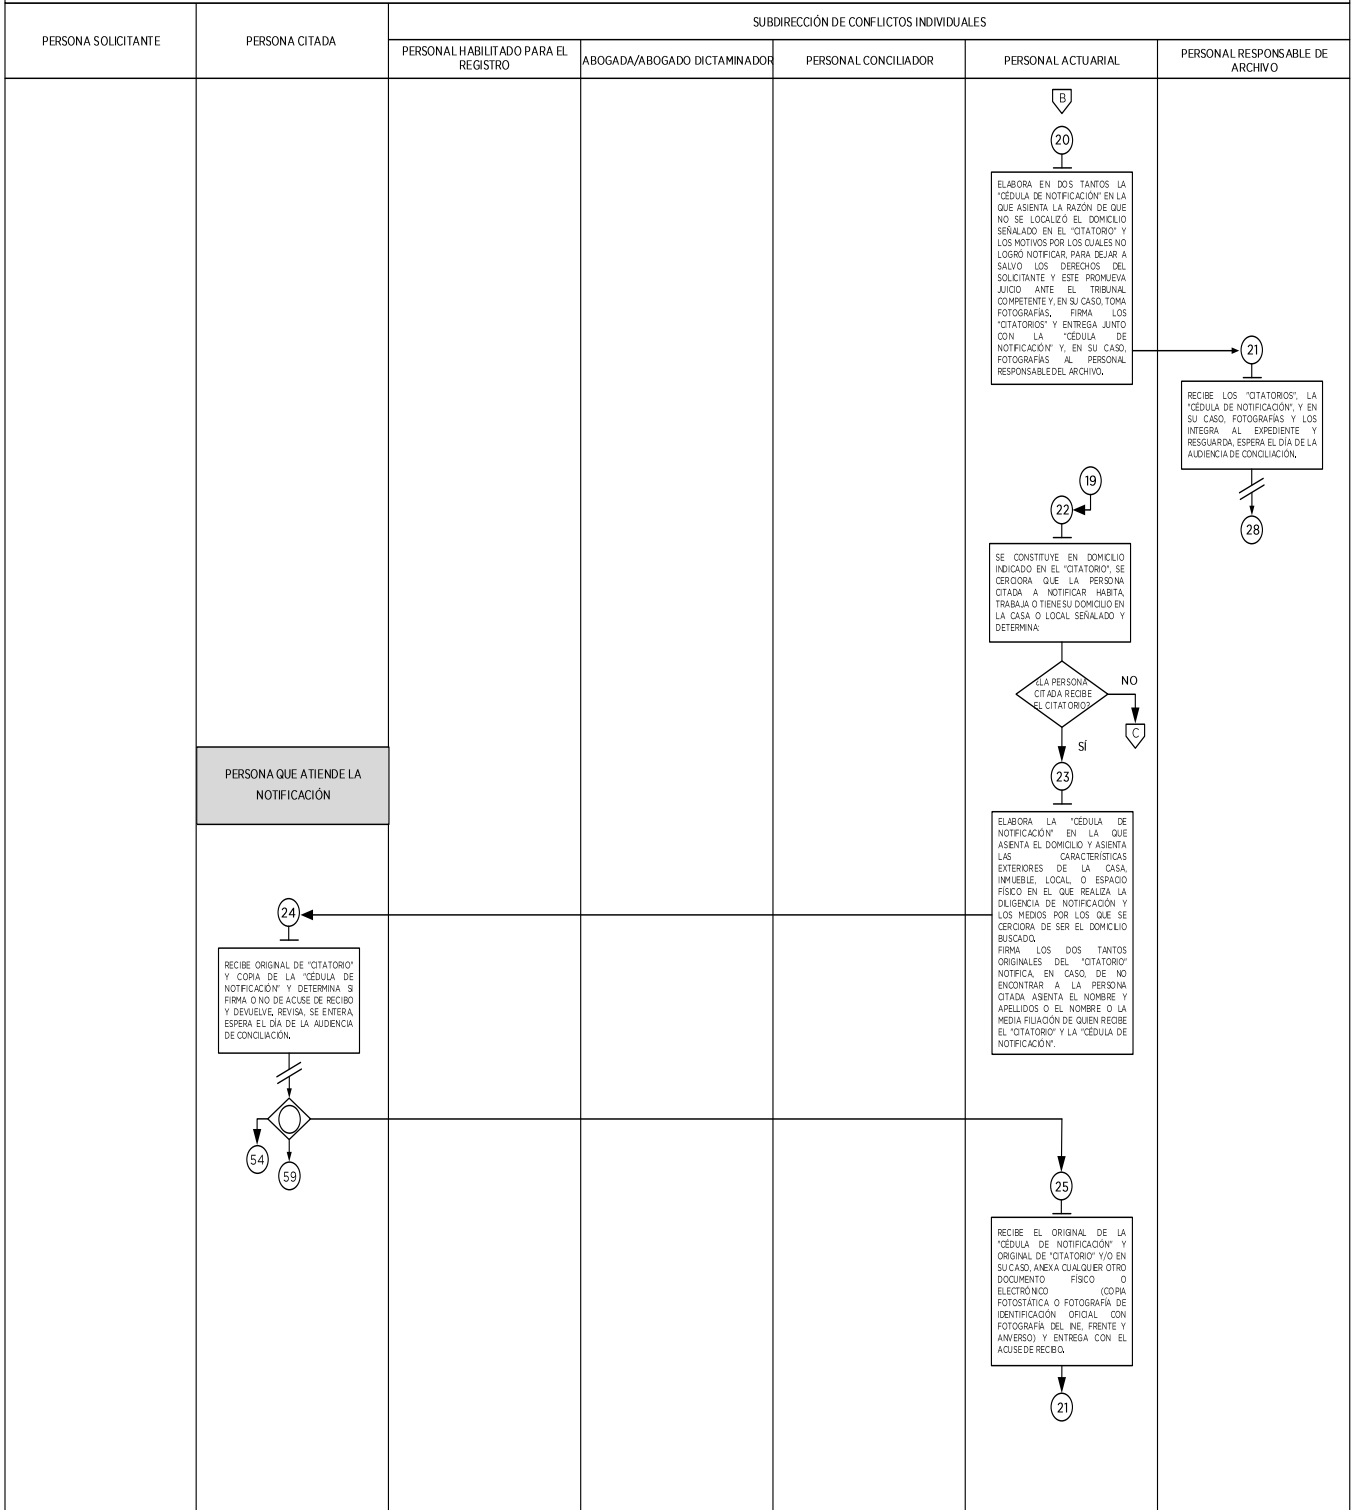 SUBDIRECCIÓN DE CONFLICTOS INDIVIDUALES
PERSONA SOLICITANTE
PERSONA CITADA
PERSONAL HABILITADO PARA EL
REGISTRO
ABOGADA/ABOGADO DICTAMINADOR
PERSONAL CONCILIADOR
PERSONAL ACTUARIAL
PERSONAL RESPONSABLE DE
ARCHIVO
B
20
ELABORA EN DOS TANTOS LA
"CÉDULA DE NOTIFICACIÓN" EN LA
QUE ASIENTA LA RAZÓN DE QUE
NO SE LOCALIZÓ EL DOMICILIO
SEÑALADO EN EL "CITATORIO" Y
LOS MOTIVOS POR LOS CUALES NO
LOGRÓ NOTIFICAR, PARA DEJAR A
SALVO LOS DERECHOS DEL
SOLICITANTE Y ESTE PROMUEVA
JUICIO ANTE EL TRIBUNAL
COMPETENTE Y, EN SU CASO, TOMA
FOTOGRAFÍAS, FIRMA LOS
"CITATORIOS" Y ENTREGA JUNTO
CON LA "CÉDULA DE
NOTIFICACIÓN" Y, EN SU CASO,
FOTOGRAFÍAS AL PERSONAL
RESPONSABLE DEL ARCHIVO.
21
RECIBE LOS "CITATORIOS", LA
"CÉDULA DE NOTIFICACIÓN", Y EN
SU CASO, FOTOGRAFÍAS Y LOS
INTEGRA AL EXPEDIENTE Y
RESGUARDA, ESPERA EL DÍA DE LA
AUDIENCIA DE CONCILIACIÓN.
28
19
22
SE CONSTITUYE EN DOMICILIO
INDICADO EN EL "CITATORIO", SE
CERCIORA QUE LA PERSONA
CITADA A NOTIFICAR HABITA,
TRABAJA O TIENE SU DOMICILIO EN
LA CASA O LOCAL SEÑALADO Y
DETERMINA:
¿LA PERSONA
CITADA RECIBE
EL CITATORIO?
NO
C
SÍ
23
PERSONA QUE ATIENDE LA
NOTIFICACIÓN
ELABORA LA "CÉDULA DE
NOTIFICACIÓN" EN LA QUE
ASIENTA EL DOMICILIO Y ASIENTA
LAS CARACTERÍSTICAS
EXTERIORES DE LA CASA,
INMUEBLE, LOCAL, O ESPACIO
FÍSICO EN EL QUE REALIZA LA
DILIGENCIA DE NOTIFICACIÓN Y
LOS MEDIOS POR LOS QUE SE
CERCIORA DE SER EL DOMICILIO
BUSCADO.
FIRMA LOS DOS TANTOS
ORIGINALES DEL "CITATORIO"
NOTIFICA, EN CASO, DE NO
ENCONTRAR A LA PERSONA
CITADA ASIENTA EL NOMBRE Y
APELLIDOS O EL NOMBRE O LA
MEDIA FILIACIÓN DE QUIEN RECIBE
EL "CITATORIO" Y LA "CÉDULA DE
NOTIFICACIÓN".
24
RECIBE ORIGINAL DE "CITATORIO"
Y COPIA DE LA "CÉDULA DE
NOTIFICACIÓN" Y DETERMINA SI
FIRMA O NO DE ACUSE DE RECIBO
Y DEVUELVE, REVISA, SE ENTERA,
ESPERA EL DÍA DE LA AUDIENCIA
DE CONCILIACIÓN.
54
59
25
RECIBE EL ORIGINAL DE LA
"CÉDULA DE NOTIFICACIÓN" Y
ORIGINAL DE "CITATORIO" Y/O EN
SU CASO, ANEXA CUALQUIER OTRO
DOCUMENTO FÍSICO O
ELECTRÓNICO (COPIA
FOTOSTÁTICA O FOTOGRAFÍA DE
IDENTIFICACIÓN OFICIAL CON
FOTOGRAFÍA DEL INE, FRENTE Y
ANVERSO) Y ENTREGA CON EL
ACUSE DE RECIBO.
21